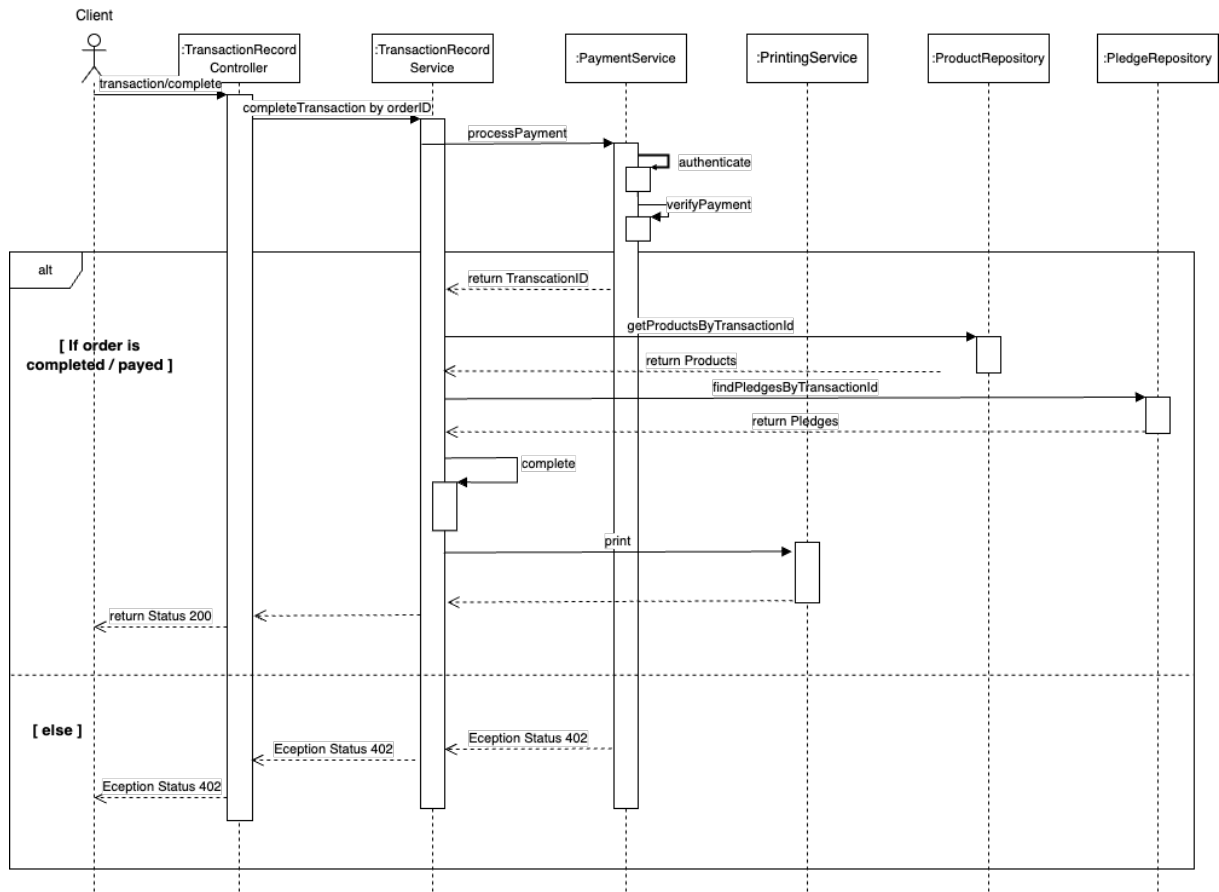 Client
:TransactionRecord
Controller
:TransactionRecord
Service
:PaymentService
:PrintingService
:ProductRepository
:PledgeRepository
transaction/complete
completeTransaction by orderID
processPayment
authenticate
verifyPayment
alt
return TranscationID
[ If order is
completed / payed ]
getProductsByTransactionId
return Products
findPledgesByTransactionId
return Pledges
complete
print
return Status 200
[ else ]
Eception Status 402
Eception Status 402
Eception Status 402